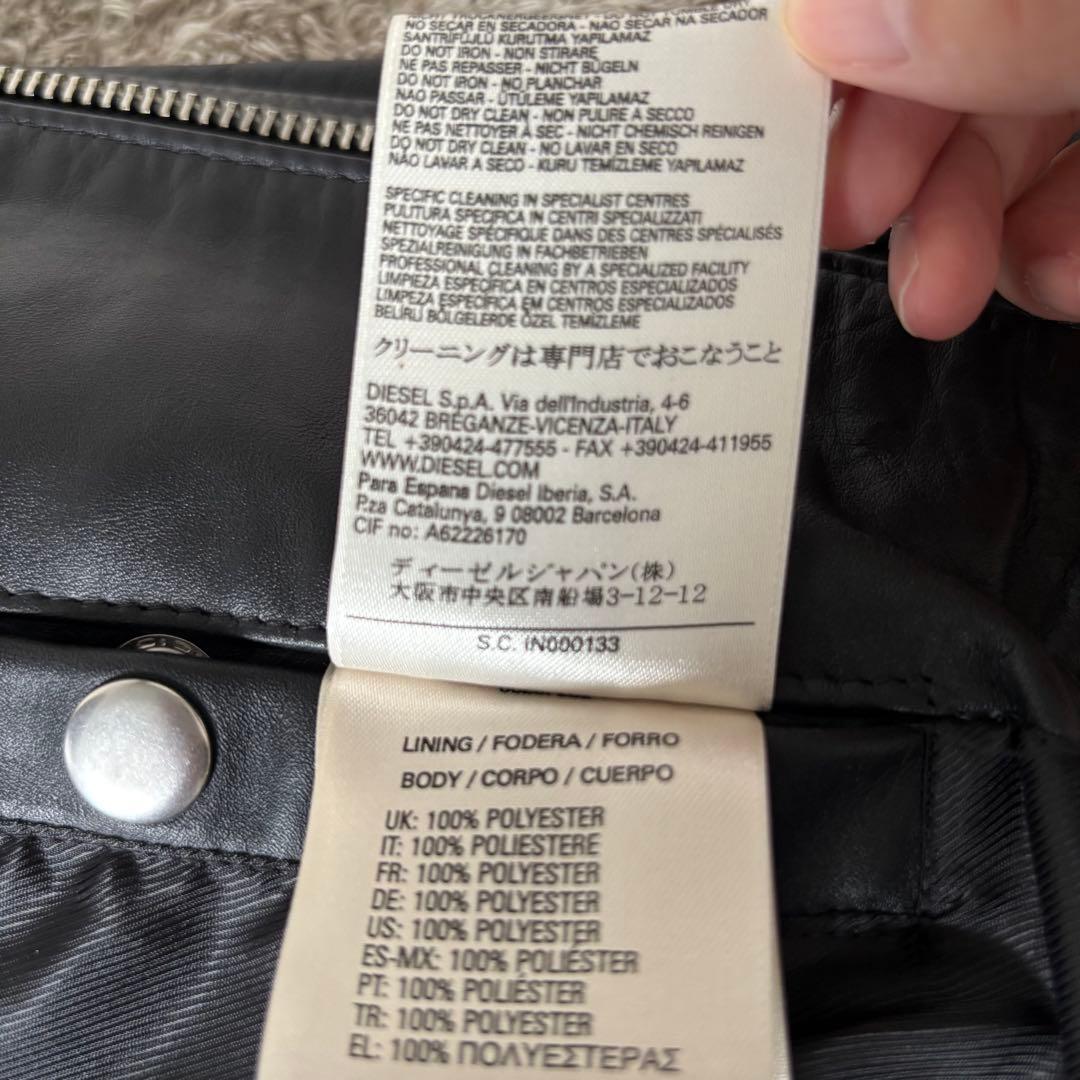 NO SECAR EN SECADORA - NÃO SECAR NA SECADOR
SANTRİFÜJLÜ KURUTMA YAPILAMAZ
DO NOT IRON - NON STIRARE
NE PAS REPASSER - NICHT BÜGELN
DO NOT IRON - NO PLANCHAR
NÃO PASSAR - ÜTÜLEME YAPILAMAZ
DO NOT DRY CLEAN - NON PULIRE A SECCO
NE PAS NETTOYER A SEC - NICHT CHEMISCH REINIGEN
DO NOT DRY CLEAN - NO LAVAR EN SECO
NÃO LAVAR A SECO - KURU TEMİZLEME YAPILAMAZ
SPECIFIC CLEANING IN SPECIALIST CENTRES
PULITURA SPECIFICA IN CENTRI SPECIALIZZATI
NETTOYAGE SPÉCIFIQUE DANS DES CENTRES SPÉCIALISÉS
SPEZIALREINIGUNG IN FACHBETRIEBEN
PROFESSIONAL CLEANING BY A SPECIALIZED FACILITY
LIMPIEZA ESPECÍFICA EN CENTROS ESPECIALIZADOS
LIMPEZA ESPECÍFICA EM CENTROS ESPECIALIZADOS
BELİRLİ BÖLGELERDE ÖZEL TEMİZLEME
クリーニングは専門店でおこなうこと
DIESEL S.p.A. Via dell'Industria, 4-6
36042 BREGANZE-VICENZA-ITALY
TEL +390424-477555 - FAX +390424-411955
WWW.DIESEL.COM
Para Espana Diesel Iberia, S.A.
P.za Catalunya, 9 08002 Barcelona
CIF no: A62226170
ディーゼルジャパン(株)
大阪市中央区南船場3-12-12
S.C. IN000133
LINING / FODERA / FORRO
BODY / CORPO / CUERPO
UK: 100% POLYESTER
IT: 100% POLIESTERE
FR: 100% POLYESTER
DE: 100% POLYESTER
US: 100% POLYESTER
ES-MX: 100% POLIÉSTER
PT: 100% POLIÉSTER
TR: 100% POLYESTER
EL: 100% ΠΟΛΥΕΣΤΕΡΑΣ